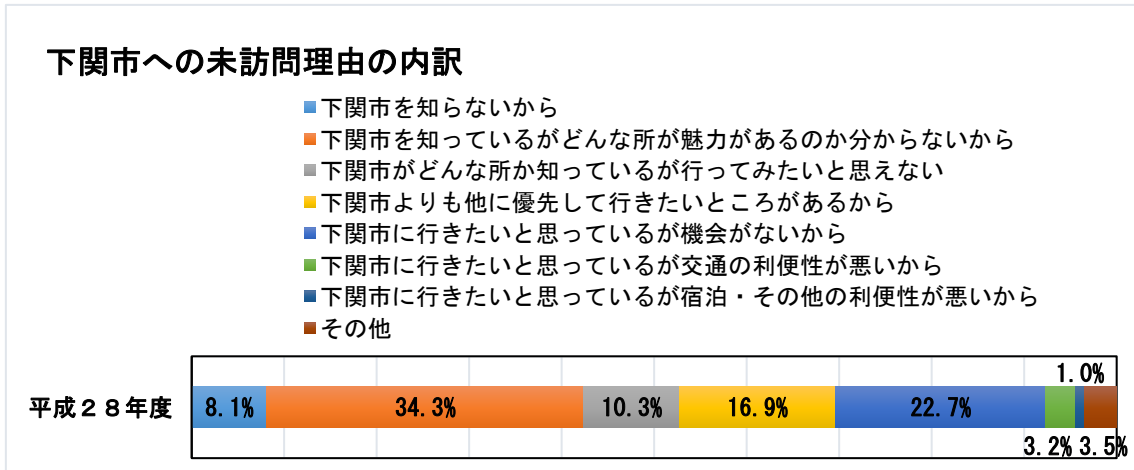 下関市への未訪問理由の内訳
下関市を知らないから
下関市を知っているがどんな所が魅力があるのか分からないから
下関市がどんな所か知っているが行ってみたいと思えない
下関市よりも他に優先して行きたいところがあるから
下関市に行きたいと思っているが機会がないから
下関市に行きたいと思っているが交通の利便性が悪いから
下関市に行きたいと思っているが宿泊・その他の利便性が悪いから
その他
1.0%
平成２８年度 8.1% 34.3% 10.3% 16.9% 22.7%
3.2% 3.5%